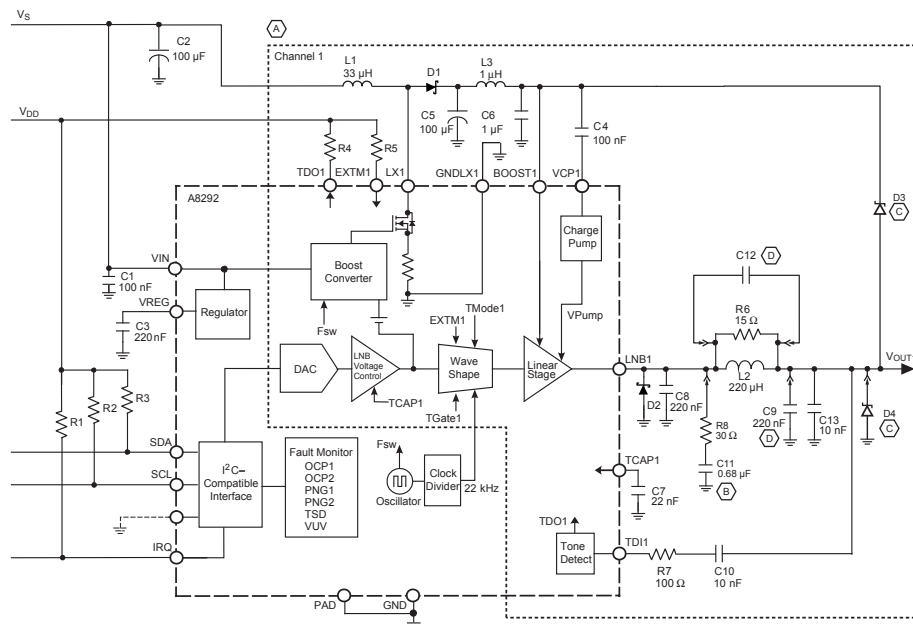 VS
C2
100 µF
A
Channel 1
L1
33 µH
D1
L3
1 µH
C5
100 µF
C6
1 µF
C4
100 nF
VDD
R4
R5
TDO1
EXTM1
LX1
GNDLX1
BOOST1
VCP1
A8292
D3
C
Charge
Pump
VIN
C1
100 nF
Boost
Converter
C12
D
VREG
C3
220 nF
Regulator
Fsw
EXTM1
TMode1
VPump
R6
15 Ω
DAC
LNB
Voltage
Control
Wave
Shape
Linear
Stage
LNB1
VOUT1
L2
220 µH
TCAP1
TGate1
D2
C8
220 nF
R8
30 Ω
C9
220 nF
D
C13
10 nF
D4
C
R1
R2
R3
SDA
SCL
IRQ
I2C–
Compatible
Interface
Fault Monitor
OCP1
OCP2
PNG1
PNG2
TSD
VUV
Fsw
Oscillator
Clock
Divider
22 kHz
TCAP1
C7
22 nF
C11
0.68 µF
B
TDO1
Tone
Detect
TDI1
R7
100 Ω
C10
10 nF
PAD
GND